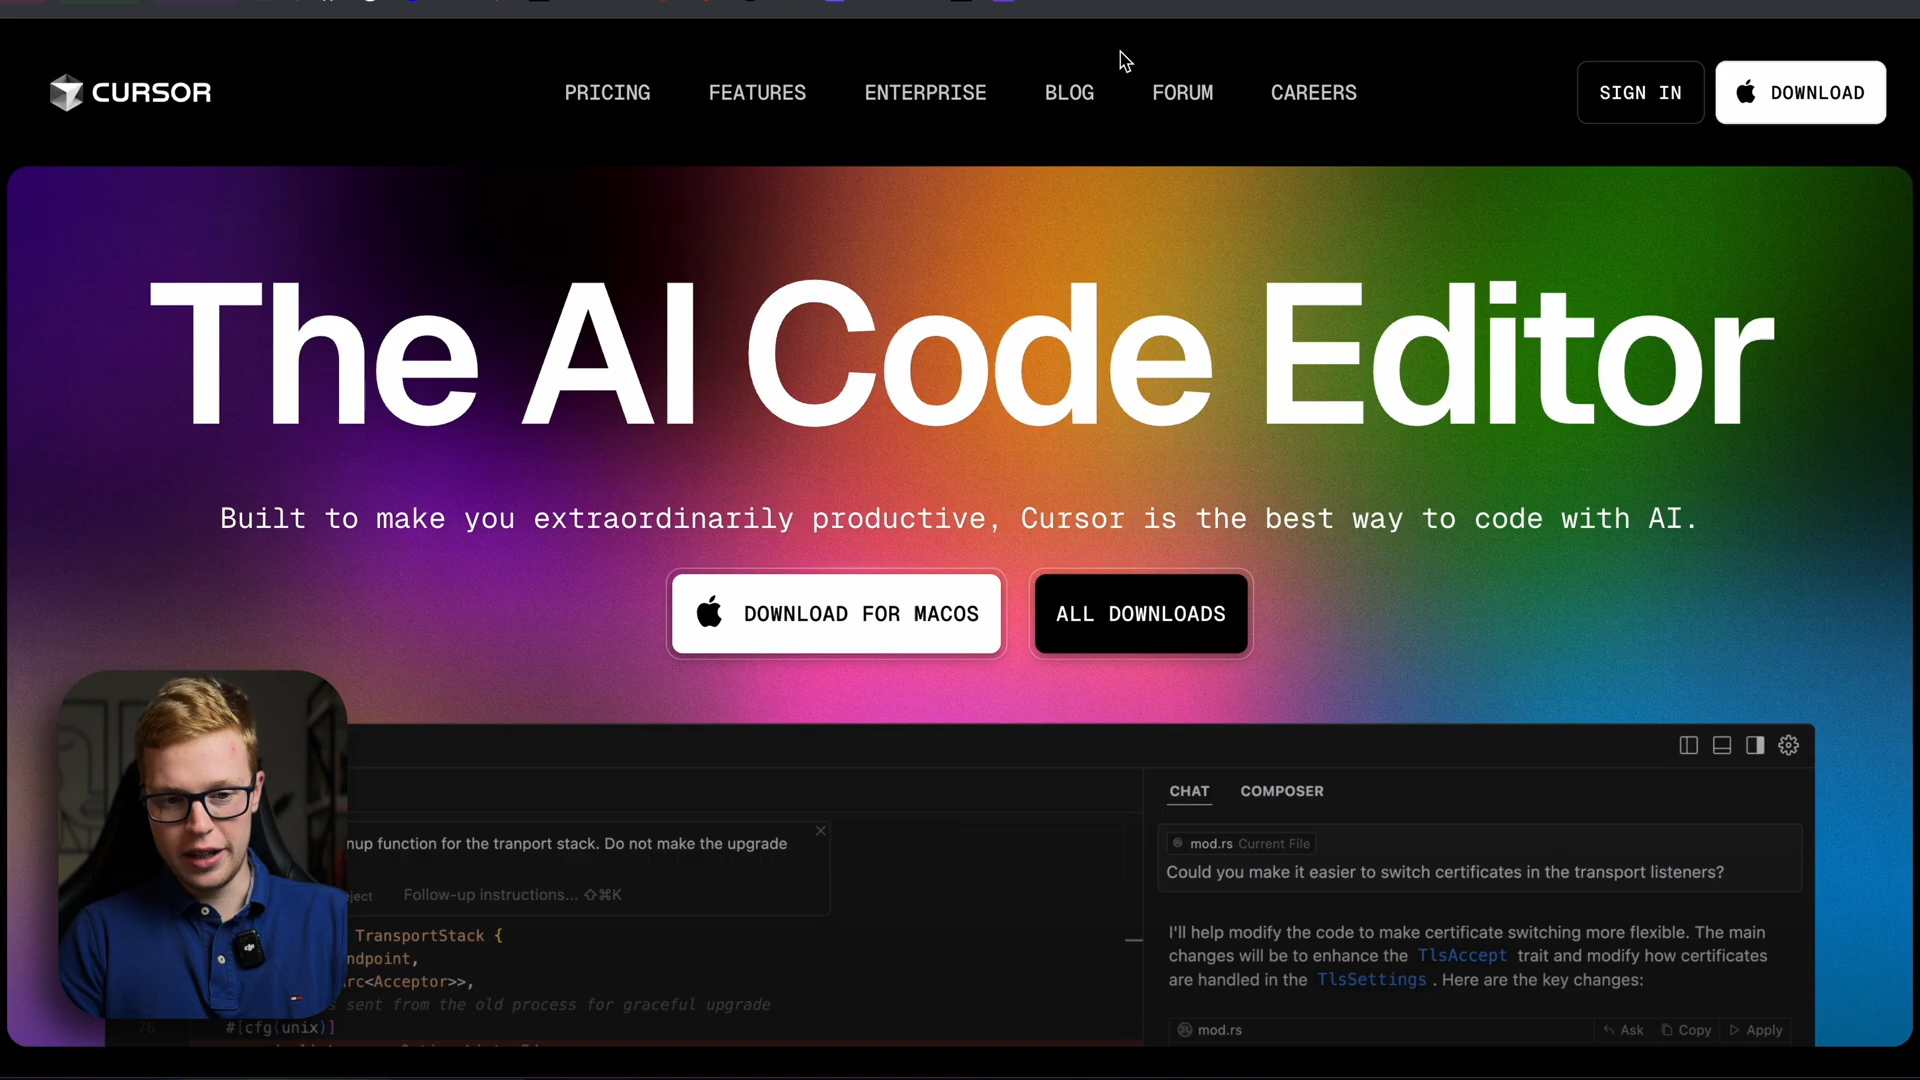 CURSOR
PRICING FEATURES ENTERPRISE BLOG FORUM CAREERS
SIGN IN DOWNLOAD
The AI Code Editor
Built to make you extraordinarily productive, Cursor is the best way to code with AI.
DOWNLOAD FOR MACOS ALL DOWNLOADS
function for the tranport stack. Do not make the upgrade
Follow-up instructions... ⇧⌘K
TransportStack {
sent from the old process for graceful upgrade
76 #[cfg(unix)]
CHAT COMPOSER
mod.rs Current File
Could you make it easier to switch certificates in the transport listeners?
I'll help modify the code to make certificate switching more flexible. The main
changes will be to enhance the TlsAccept trait and modify how certificates
are handled in the TlsSettings . Here are the key changes:
mod.rs Ask Copy Apply
dji